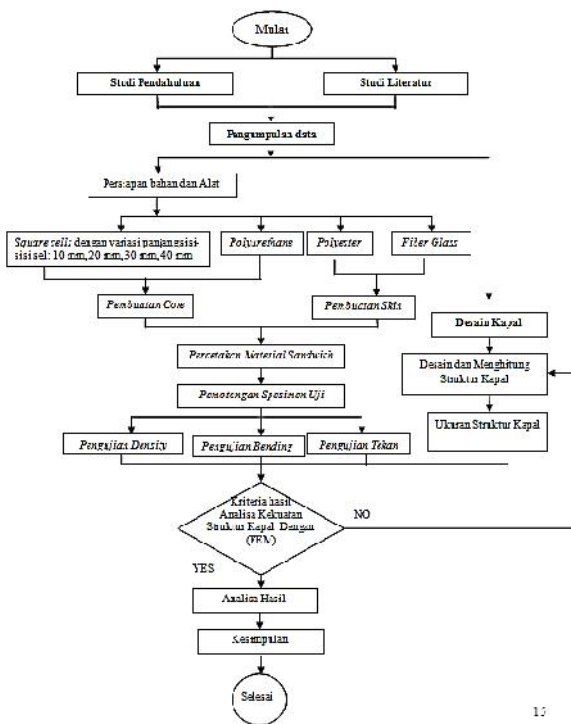 Mulai
Studi Pendahuluan
Studi Literatur
Pengumpulan data
Persiapan bahan dan Alat
Square cells dengan variasi panjang sisi-
sisi sel: 10 mm,20 mm,30 mm,40 mm
Polyurethane
Polyester
Fiber Glass
Pembuatan Core
Pembuatan Skin
Desain Kapal
Percetakan Material Sandwich
Desain dan Menghitung
Struktur Kapal
Pemotongan Spesimen Uji
Ukuran Struktur Kapal
Pengujian Density
Pengujian Bending
Pengujian Tekan
Kriteria hasil
Analisa Kekuatan
Struktur Kapal Dengan
(FEM)
NO
YES
Analisa Hasil
Kesimpulan
Selesai
15